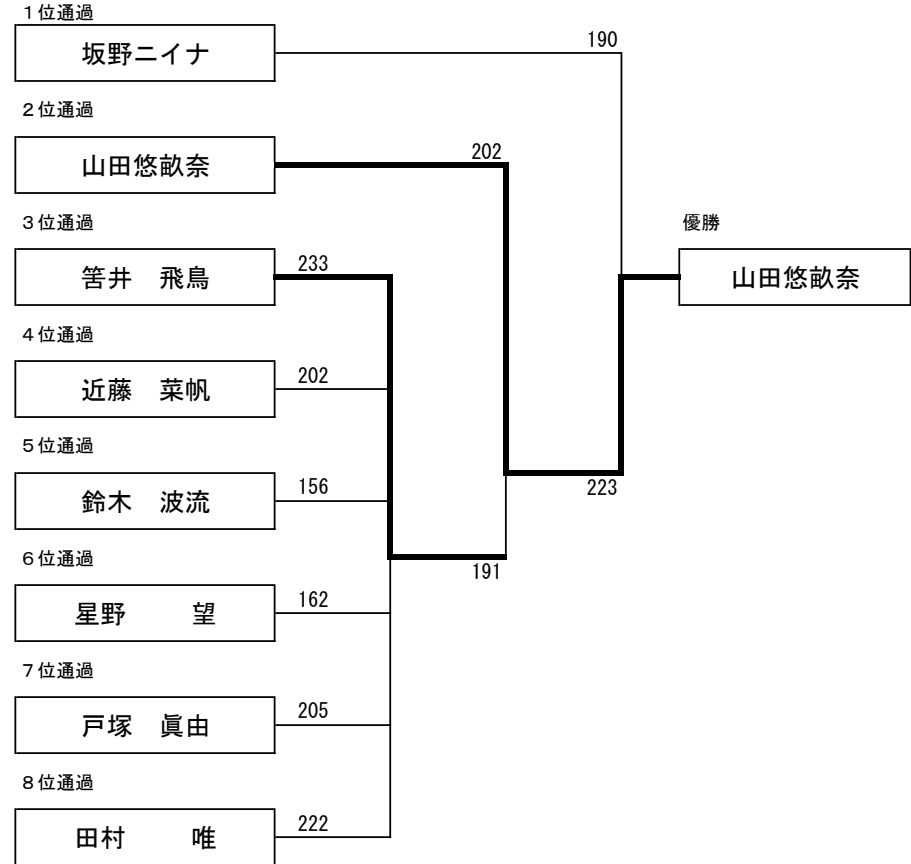 １位通過
坂野ニイナ
190
２位通過
山田悠畝奈
202
３位通過
優勝
筈井　飛鳥
233
山田悠畝奈
４位通過
近藤　菜帆
202
５位通過
鈴木　波流
156
223
６位通過
191
星野　　望
162
７位通過
戸塚　眞由
205
８位通過
田村　　唯
222